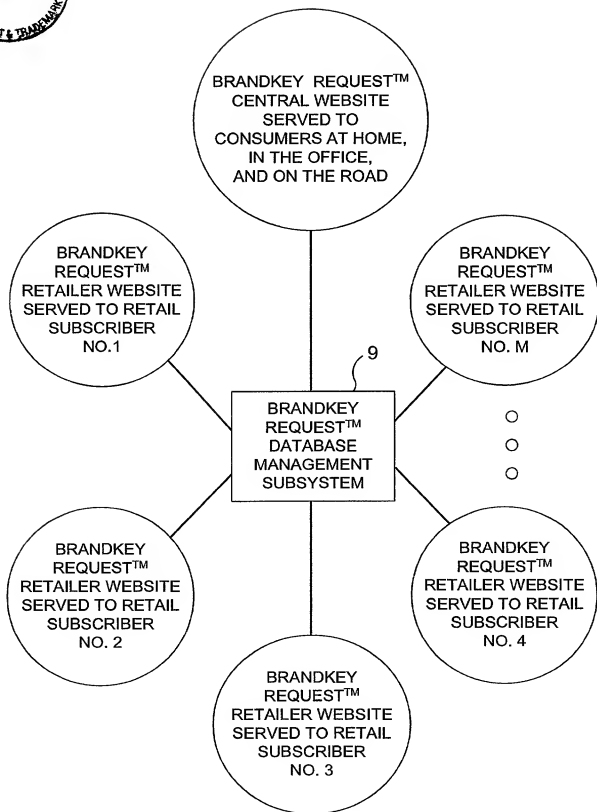 T & TRADEMARK
BRANDKEY REQUEST™
CENTRAL WEBSITE
SERVED TO
CONSUMERS AT HOME,
IN THE OFFICE,
AND ON THE ROAD
BRANDKEY
REQUEST™
RETAILER WEBSITE
SERVED TO RETAIL
SUBSCRIBER
NO.1
BRANDKEY
REQUEST™
RETAILER WEBSITE
SERVED TO RETAIL
SUBSCRIBER
NO. M
9
BRANDKEY
REQUEST™
DATABASE
MANAGEMENT
SUBSYSTEM
BRANDKEY
REQUEST™
RETAILER WEBSITE
SERVED TO RETAIL
SUBSCRIBER
NO. 2
BRANDKEY
REQUEST™
RETAILER WEBSITE
SERVED TO RETAIL
SUBSCRIBER
NO. 4
BRANDKEY
REQUEST™
RETAILER WEBSITE
SERVED TO RETAIL
SUBSCRIBER
NO. 3